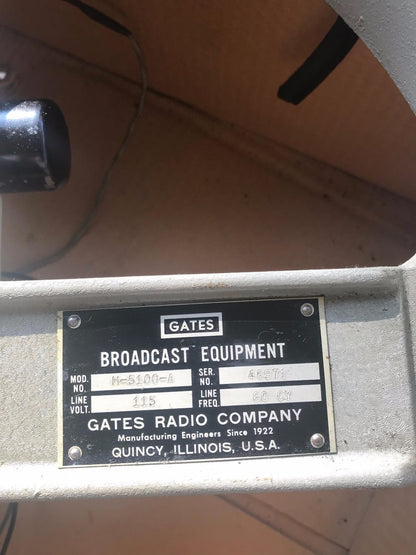 GATES
BROADCAST EQUIPMENT
MOD. NO. M-5100-A SER. NO.
LINE VOLT. 115 LINE FREQ. 60 CY
GATES RADIO COMPANY
Manufacturing Engineers Since 1922
QUINCY, ILLINOIS, U.S.A.